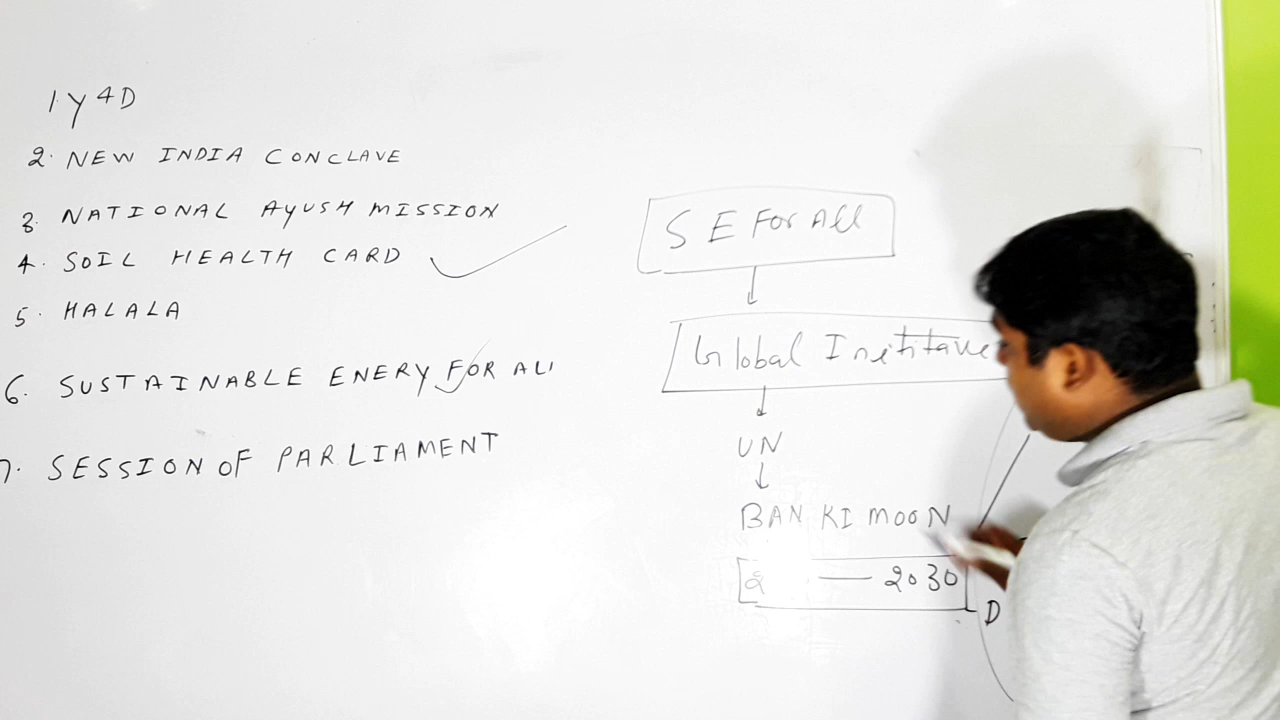 1. Y4D
2. NEW INDIA CONCLAVE
3. NATIONAL AYUSH MISSION
4. SOIL HEALTH CARD
5. HALALA
6. SUSTAINABLE ENERY FOR ALL
7. SESSION OF PARLIAMENT
S E For All
Global
UN
BAN KI MOON
— 2030
D